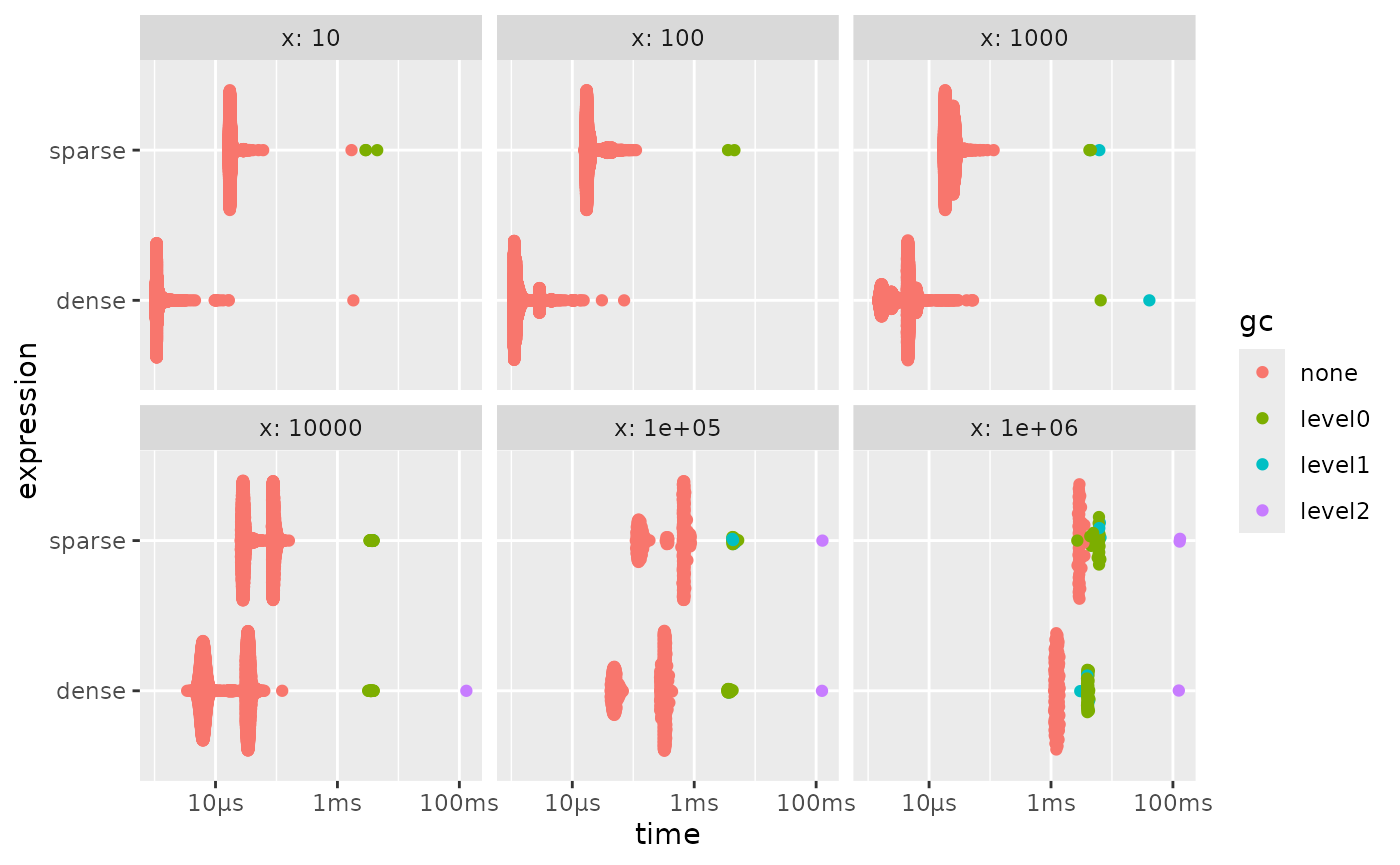 x: 10
x: 100
x: 1000
sparse
dense
x: 10000
x: 1e+05
x: 1e+06
sparse
dense
10µs
1ms
100ms
10µs
1ms
100ms
10µs
1ms
100ms
time
expression
gc
none
level0
level1
level2